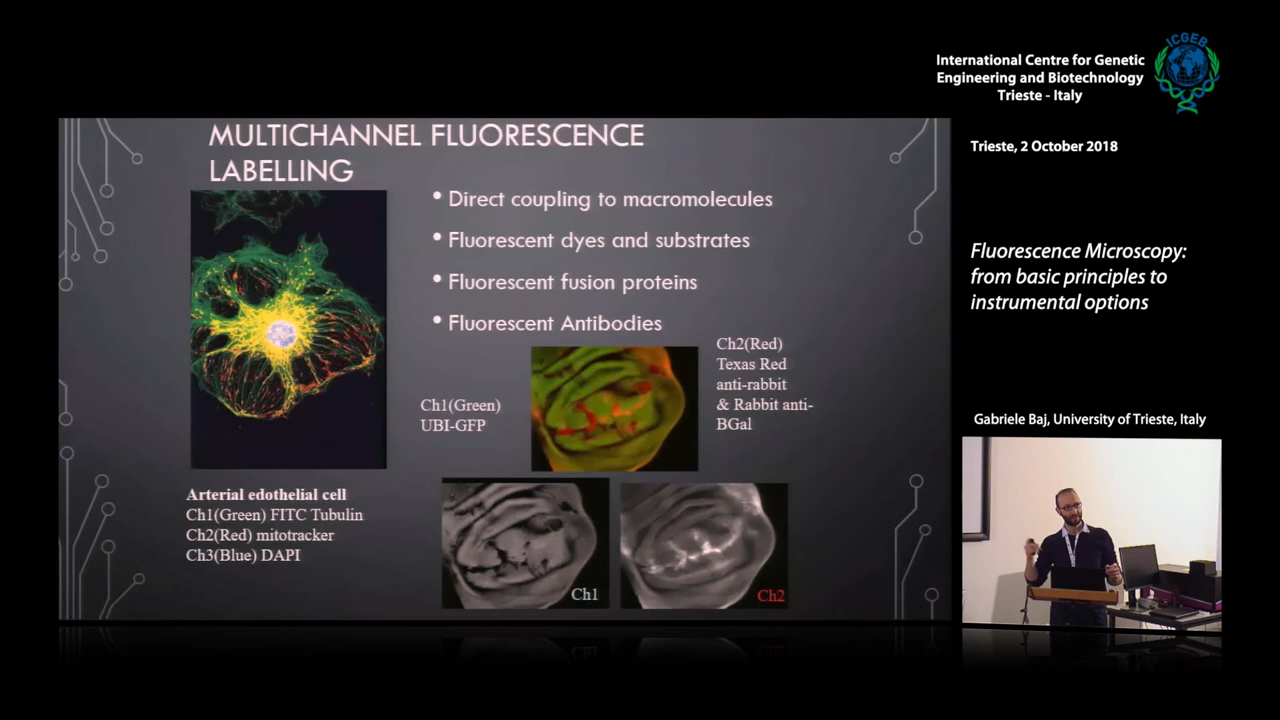 ICGEB
International Centre for Genetic
Engineering and Biotechnology
Trieste - Italy
Trieste, 2 October 2018
Fluorescence Microscopy:
from basic principles to
instrumental options
Gabriele Baj, University of Trieste, Italy
MULTICHANNEL FLUORESCENCE
LABELLING
• Direct coupling to macromolecules
• Fluorescent dyes and substrates
• Fluorescent fusion proteins
• Fluorescent Antibodies
Ch2(Red)
Texas Red
anti-rabbit
& Rabbit anti-
BGal
Ch1(Green)
UBI-GFP
Arterial edothelial cell
Ch1(Green) FITC Tubulin
Ch2(Red) mitotracker
Ch3(Blue) DAPI
Ch1
Ch2